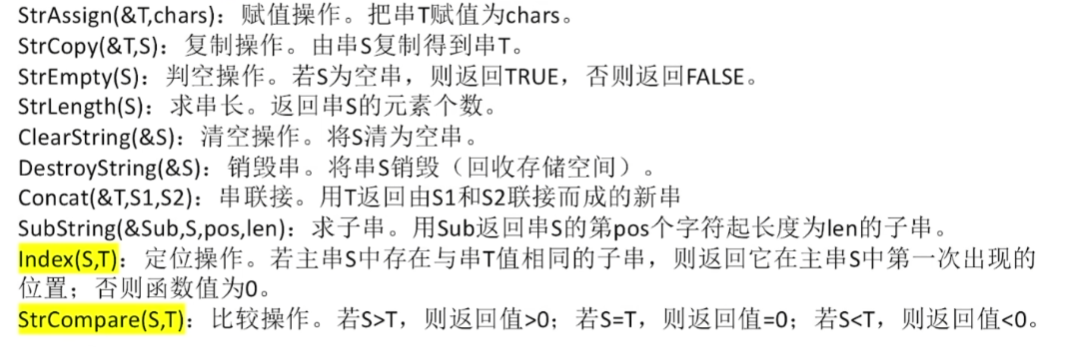 StrAssign(&T,chars)：赋值操作。把串T赋值为chars。
StrCopy(&T,S)：复制操作。由串S复制得到串T。
StrEmpty(S)：判空操作。若S为空串，则返回TRUE，否则返回FALSE。
StrLength(S)：求串长。返回串S的元素个数。
ClearString(&S)：清空操作。将S清为空串。
DestroyString(&S)：销毁串。将串S销毁（回收存储空间）。
Concat(&T,S1,S2)：串联接。用T返回由S1和S2联接而成的新串
SubString(&Sub,S,pos,len)：求子串。用Sub返回串S的第pos个字符起长度为len的子串。
Index(S,T)：定位操作。若主串S中存在与串T值相同的子串，则返回它在主串S中第一次出现的
位置；否则函数值为0。
StrCompare(S,T)：比较操作。若S>T，则返回值>0；若S=T，则返回值=0；若S<T，则返回值<0。